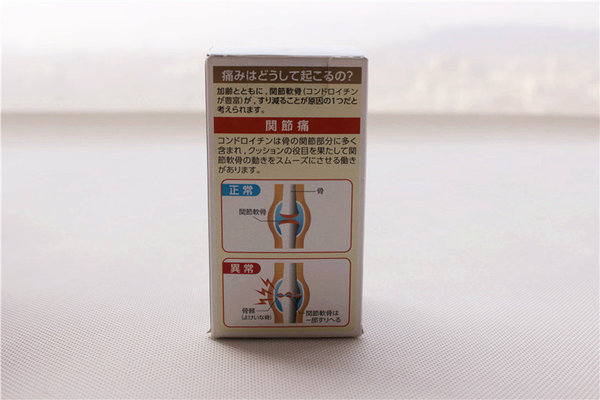 痛みはどうして起こるの?
加齢とともに,関節軟骨(コンドロイチン
が豊富)が,すり減ることが原因の1つだと
考えられます。
関節痛
コンドロイチンは骨の関節部分に多く
含まれ,クッションの役目を果たして関
節軟骨の動きをスムーズにさせる働き
があります。
正常
骨
関節軟骨
異常
骨棘
(よけいな骨)
関節軟骨は
一部すりへる